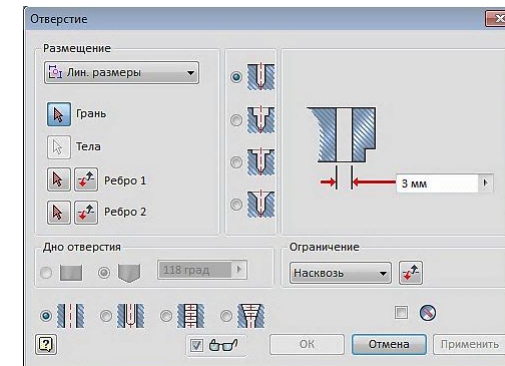 Отверстие
Размещение
Лин. размеры
Грань
Тела
Ребро 1
Ребро 2
3 мм
Дно отверстия
118 град
Ограничение
Насквозь
ОК
Отмена
Применить